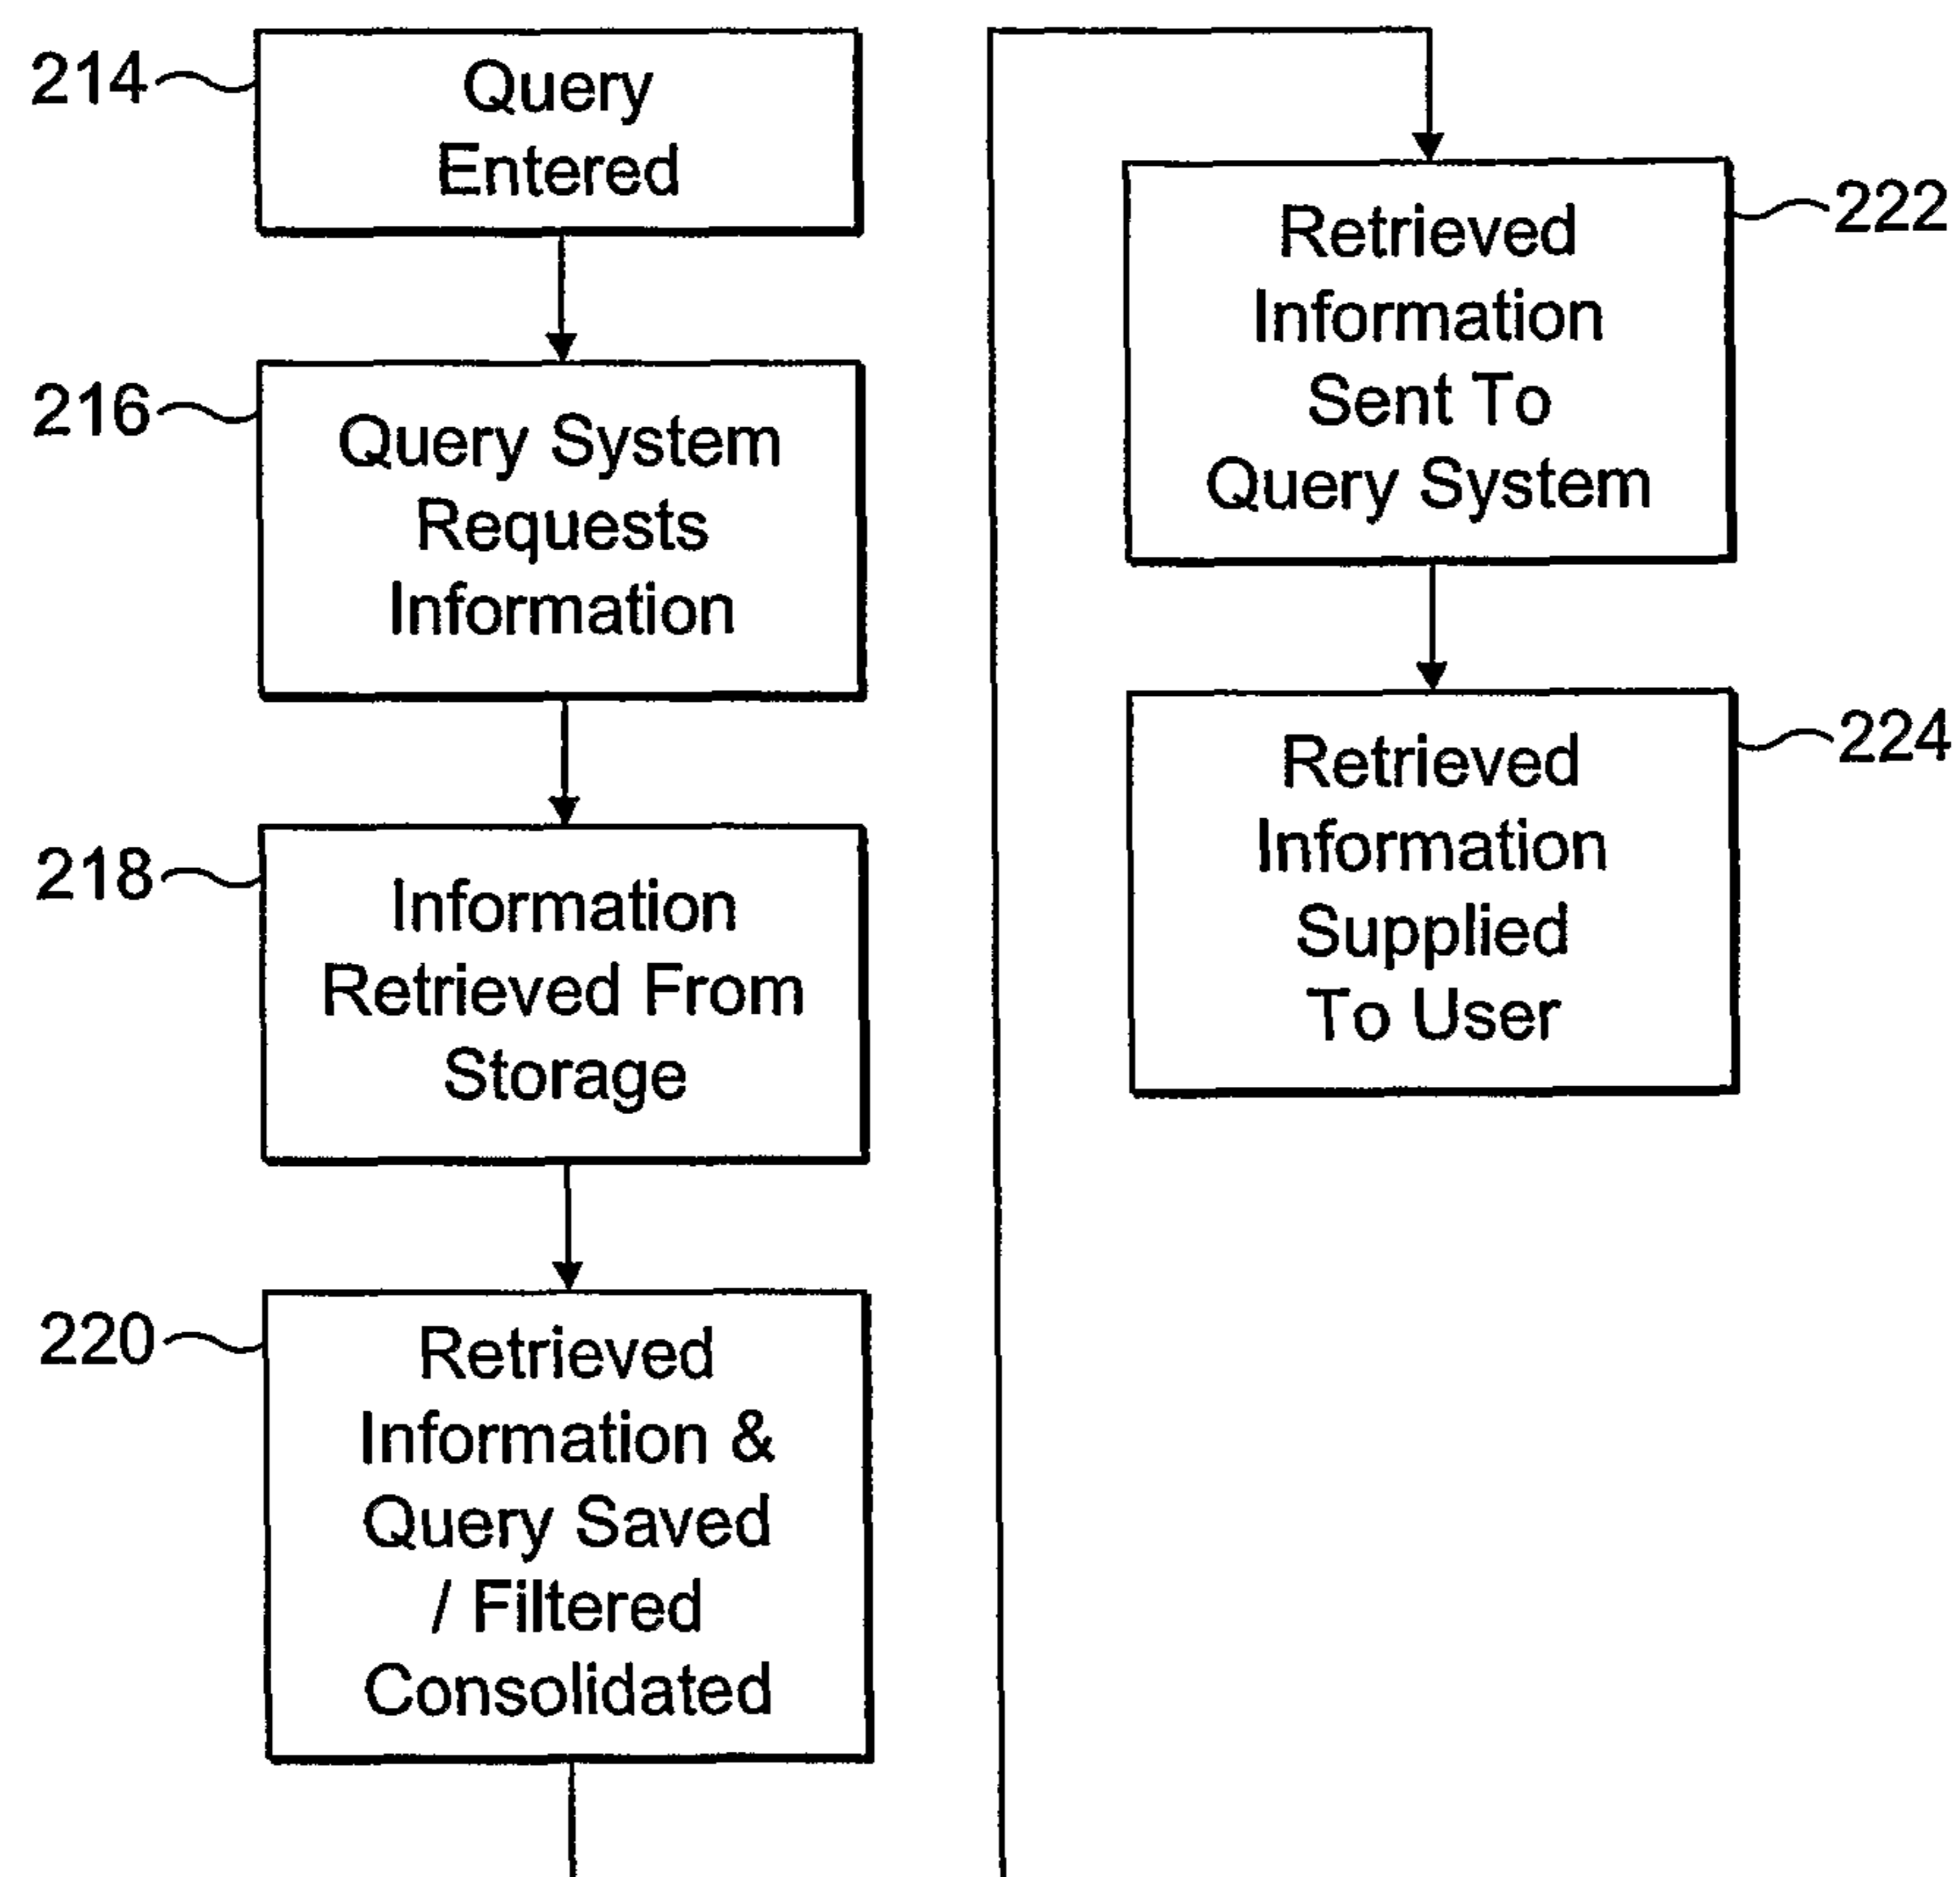 214
Query
Entered
216
Query System
Requests
Information
218
Information
Retrieved From
Storage
220
Retrieved
Information &
Query Saved
/ Filtered
Consolidated
222
Retrieved
Information
Sent To
Query System
224
Retrieved
Information
Supplied
To User